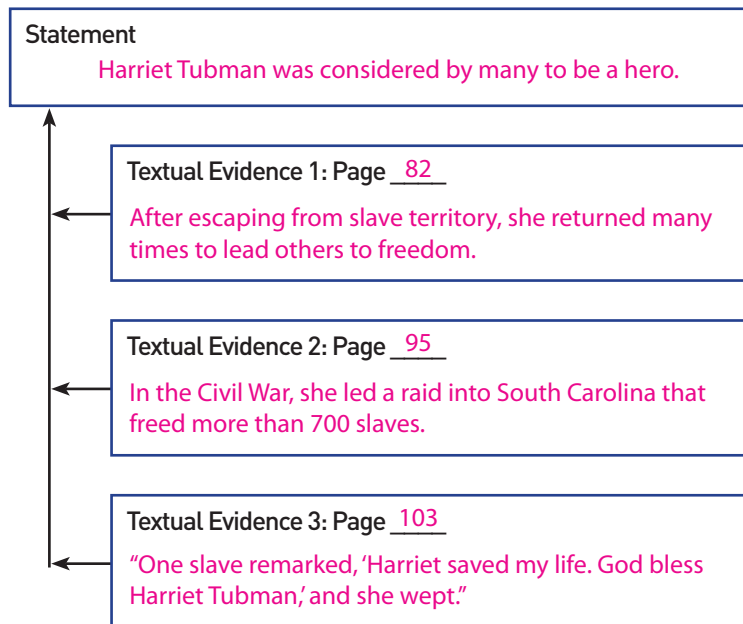 Statement
Harriet Tubman was considered by many to be a hero.
Textual Evidence 1: Page 82
After escaping from slave territory, she returned many
times to lead others to freedom.
Textual Evidence 2: Page 95
In the Civil War, she led a raid into South Carolina that
freed more than 700 slaves.
Textual Evidence 3: Page 103
“One slave remarked, ‘Harriet saved my life. God bless
Harriet Tubman,’ and she wept.”